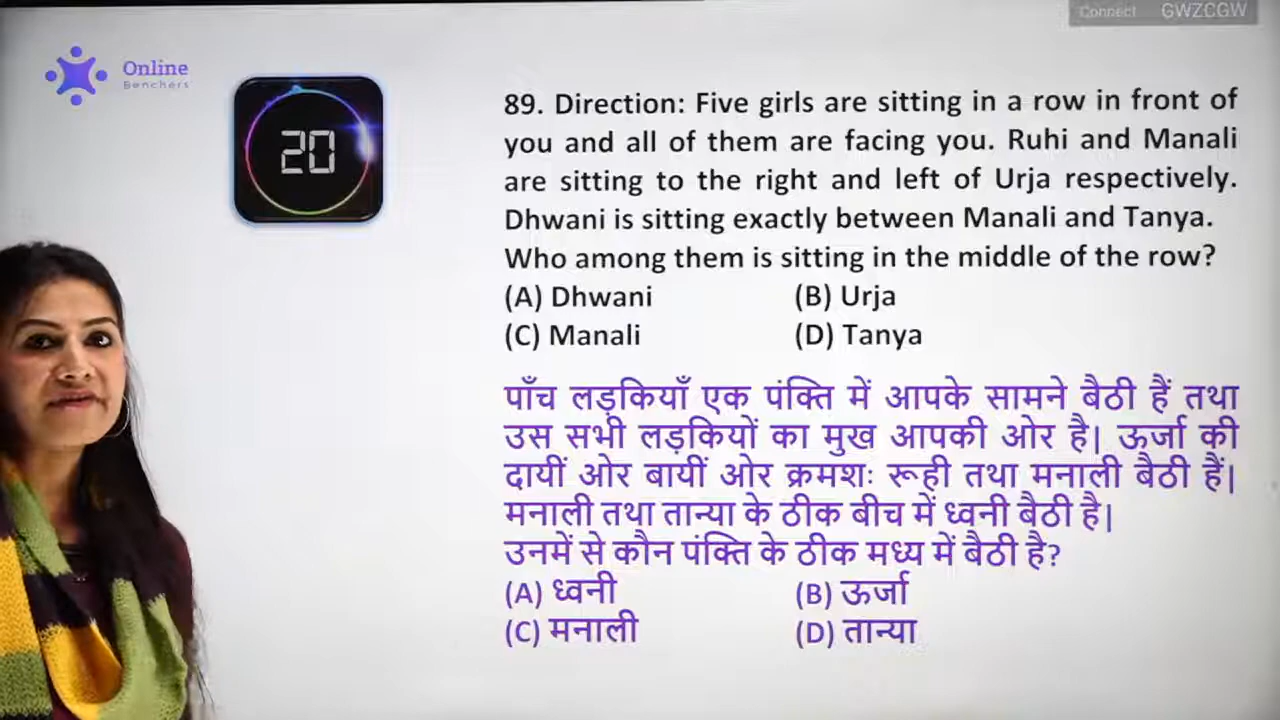 Connect GWZCGW
Online
Benchers
20
89. Direction: Five girls are sitting in a row in front of
you and all of them are facing you. Ruhi and Manali
are sitting to the right and left of Urja respectively.
Dhwani is sitting exactly between Manali and Tanya.
Who among them is sitting in the middle of the row?
(A) Dhwani (B) Urja
(C) Manali (D) Tanya
पाँच लड़कियाँ एक पंक्ति में आपके सामने बैठी हैं तथा
उस सभी लड़कियों का मुख आपकी ओर है| ऊर्जा की
दायीं ओर बायीं ओर क्रमशः रूही तथा मनाली बैठी हैं|
मनाली तथा तान्या के ठीक बीच में ध्वनी बैठी है|
उनमें से कौन पंक्ति के ठीक मध्य में बैठी है?
(A) ध्वनी (B) ऊर्जा
(C) मनाली (D) तान्या